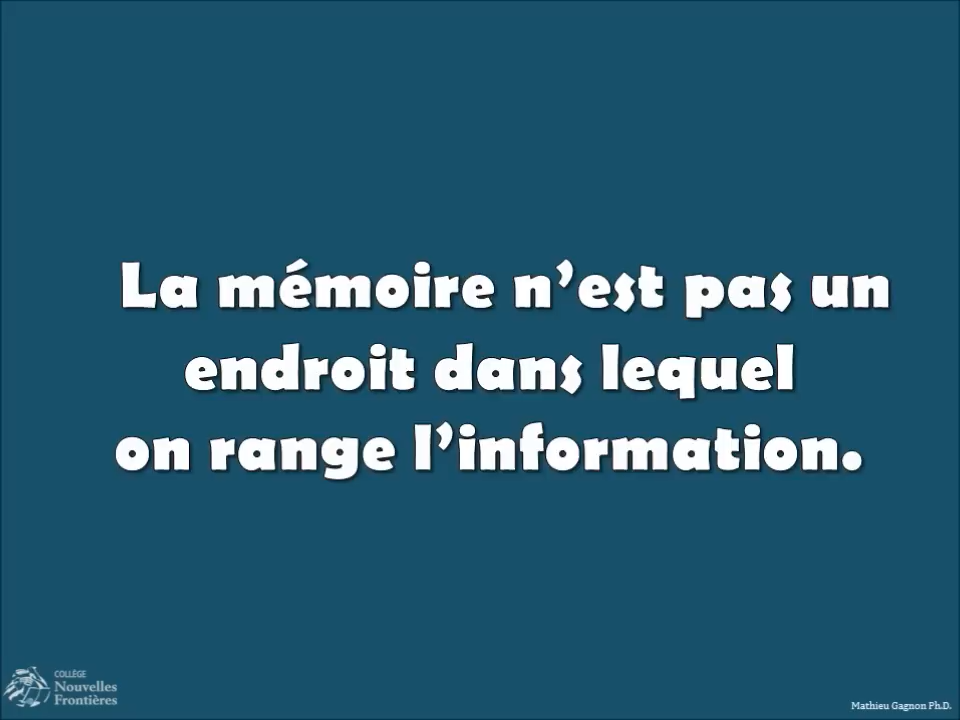 La mémoire n’est pas un
endroit dans lequel
on range l’information.
COLLÈGE
Nouvelles
Frontières
Mathieu Gagnon Ph.D.